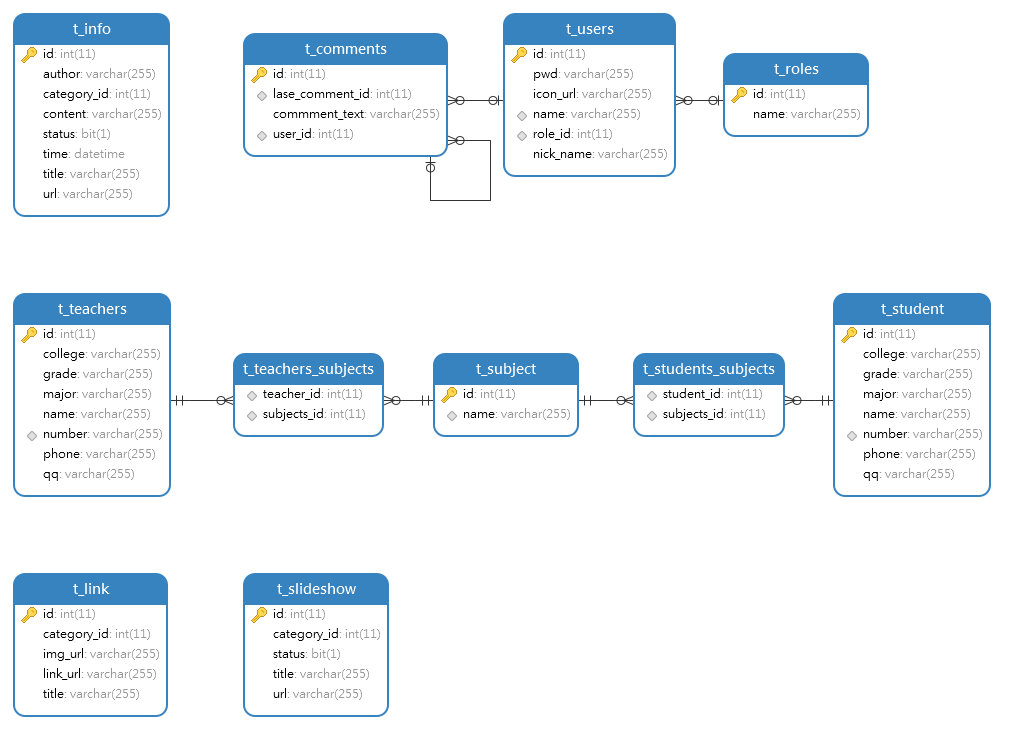 t_info
id: int(11)
author: varchar(255)
category_id: int(11)
content: varchar(255)
status: bit(1)
time: datetime
title: varchar(255)
url: varchar(255)
t_comments
id: int(11)
lase_comment_id: int(11)
commment_text: varchar(255)
user_id: int(11)
t_users
id: int(11)
pwd: varchar(255)
icon_url: varchar(255)
name: varchar(255)
role_id: int(11)
nick_name: varchar(255)
t_roles
id: int(11)
name: varchar(255)
t_teachers
id: int(11)
college: varchar(255)
grade: varchar(255)
major: varchar(255)
name: varchar(255)
number: varchar(255)
phone: varchar(255)
qq: varchar(255)
t_teachers_subjects
teacher_id: int(11)
subjects_id: int(11)
t_subject
id: int(11)
name: varchar(255)
t_students_subjects
student_id: int(11)
subjects_id: int(11)
t_student
id: int(11)
college: varchar(255)
grade: varchar(255)
major: varchar(255)
name: varchar(255)
number: varchar(255)
phone: varchar(255)
qq: varchar(255)
t_link
id: int(11)
category_id: int(11)
img_url: varchar(255)
link_url: varchar(255)
title: varchar(255)
t_slideshow
id: int(11)
category_id: int(11)
status: bit(1)
title: varchar(255)
url: varchar(255)